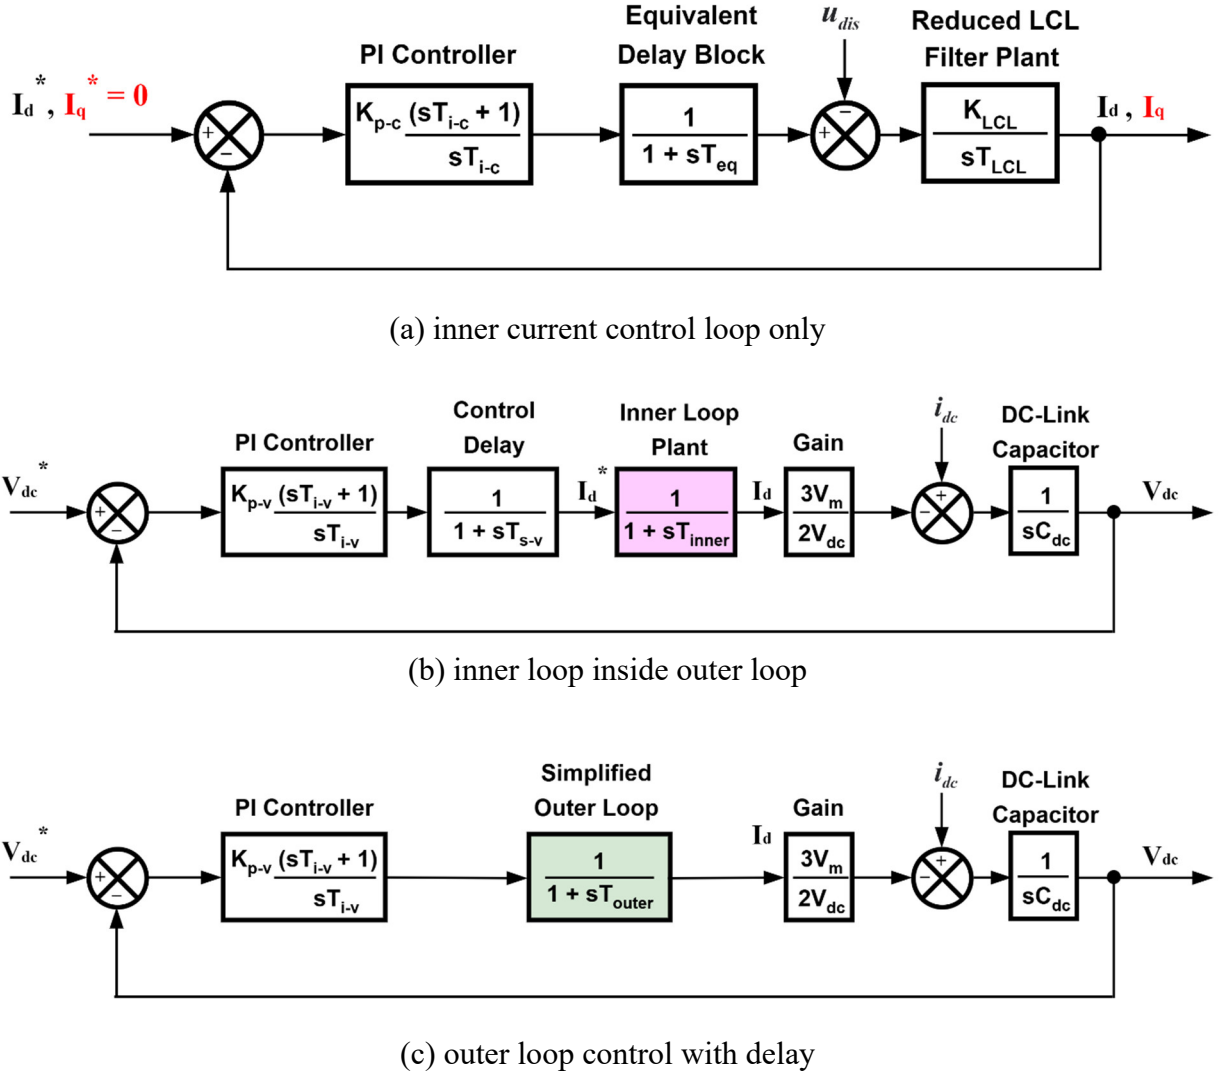 Equivalent
Delay Block
u_dis
Reduced LCL
Filter Plant
PI Controller
I_d^*, I_q^* = 0
+
−
K_p-c (sT_i-c + 1)
sT_i-c
1
1 + sT_eq
−
+
K_LCL
sT_LCL
I_d , I_q
(a) inner current control loop only
Control
Delay
Inner Loop
Plant
i_dc
DC-Link
Capacitor
PI Controller
Gain
V_dc^*
+
−
K_p-v (sT_i-v + 1)
sT_i-v
1
1 + sT_s-v
I_d^*
1
1 + sT_inner
I_d
3V_m
2V_dc
+
−
1
sC_dc
V_dc
(b) inner loop inside outer loop
Simplified
Outer Loop
i_dc
DC-Link
Capacitor
PI Controller
Gain
V_dc^*
+
−
K_p-v (sT_i-v + 1)
sT_i-v
1
1 + sT_outer
I_d
3V_m
2V_dc
+
−
1
sC_dc
V_dc
(c) outer loop control with delay